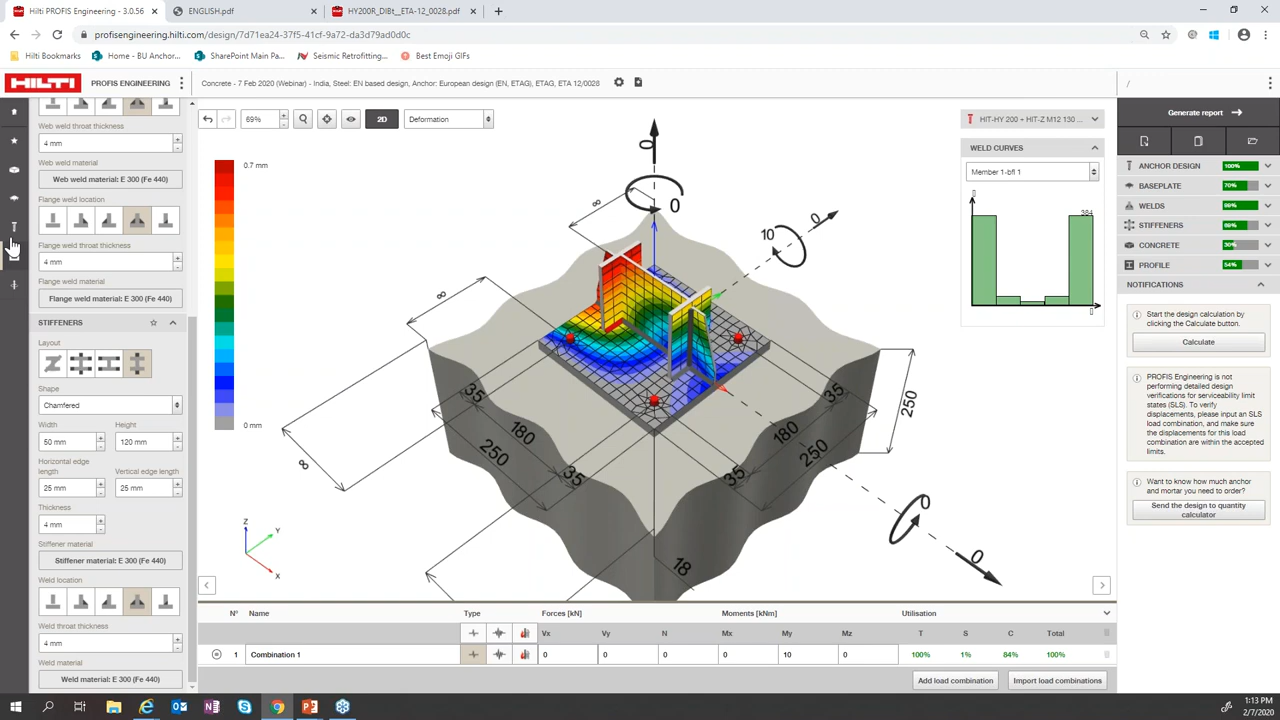 Hilti PROFIS Engineering - 3.0.56
ENGLISH.pdf
HY200R_DIBt_ETA-12_0028.pdf
profisengineering.hilti.com/design/7d71ea24-37f5-41cf-9a72-da3d79ad0d0c
Hilti Bookmarks
Home - BU Anchor...
SharePoint Main Pa...
Seismic Retrofitting...
Best Emoji GIFs
HILTI
PROFIS Engineering
Concrete - 7 Feb 2020 (Webinar) - India, Steel: EN based design, Anchor: European design (EN, ETAG), ETAG, ETA 12/0028
/
Web weld throat thickness
4 mm
Web weld material
Web weld material: E 300 (Fe 440)
Flange weld location
Flange weld throat thickness
4 mm
Flange weld material
Flange weld material: E 300 (Fe 440)
STIFFENERS
Layout
Shape
Chamfered
Width
Height
50 mm
120 mm
Horizontal edge length
Vertical edge length
25 mm
25 mm
Thickness
4 mm
Stiffener material
Stiffener material: E 300 (Fe 440)
Weld location
Weld throat thickness
4 mm
Weld material
Weld material: E 300 (Fe 440)
69%
2D
Deformation
0.7 mm
0 mm
0
0
10
0
∞
∞
∞
35
180
250
35
35
180
250
35
250
18
0
0
Z
Y
X
HIT-HY 200 + HIT-Z M12 130 ...
WELD CURVES
Member 1-bfl 1
384
Generate report
ANCHOR DESIGN
100%
BASEPLATE
70%
WELDS
99%
STIFFENERS
69%
CONCRETE
30%
PROFILE
54%
NOTIFICATIONS
Start the design calculation by
clicking the Calculate button.
Calculate
PROFIS Engineering is not
performing detailed design
verifications for serviceability limit
states (SLS). To verify
displacements, please input an SLS
load combination, and make sure
the displacements for this load
combination are within the accepted
limits.
Want to know how much anchor
and mortar you need to order?
Send the design to quantity
calculator
N° Name Type Forces [kN] Moments [kNm] Utilisation
Vx Vy N Mx My Mz T S C Total
1 Combination 1 0 0 0 0 10 0 100% 1% 84% 100%
Add load combination
Import load combinations
1:13 PM
2/7/2020